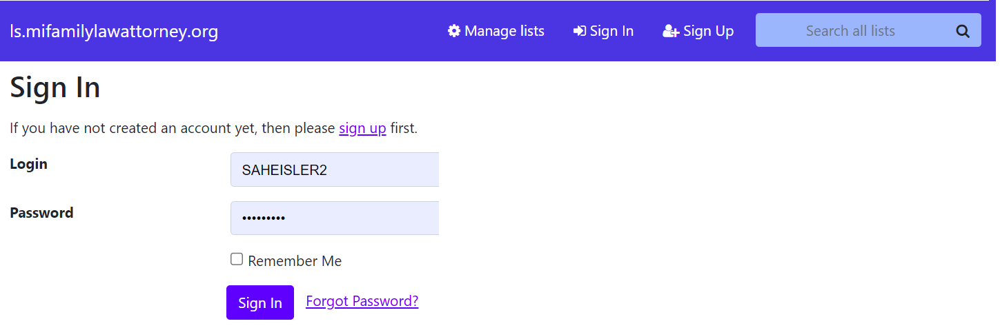 ls.mifamilylawattorney.org Manage lists Sign In Sign Up Search all lists
Sign In
If you have not created an account yet, then please sign up first.
Login SAHEISLER2
Password •••••••••
Remember Me
Sign In Forgot Password?